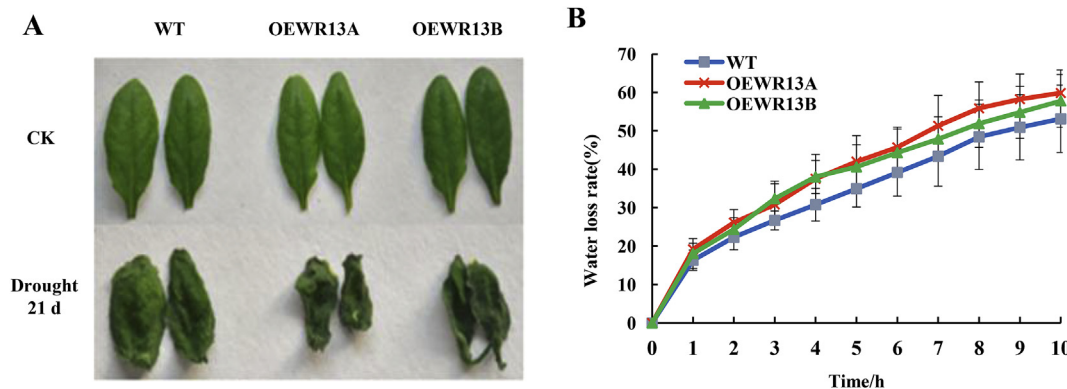 A
WT OEWR13A OEWR13B
CK
Drought
21 d
B
Water loss rate(%)
70
60
50
40
30
20
10
0
WT
OEWR13A
OEWR13B
0 1 2 3 4 5 6 7 8 9 10
Time/h